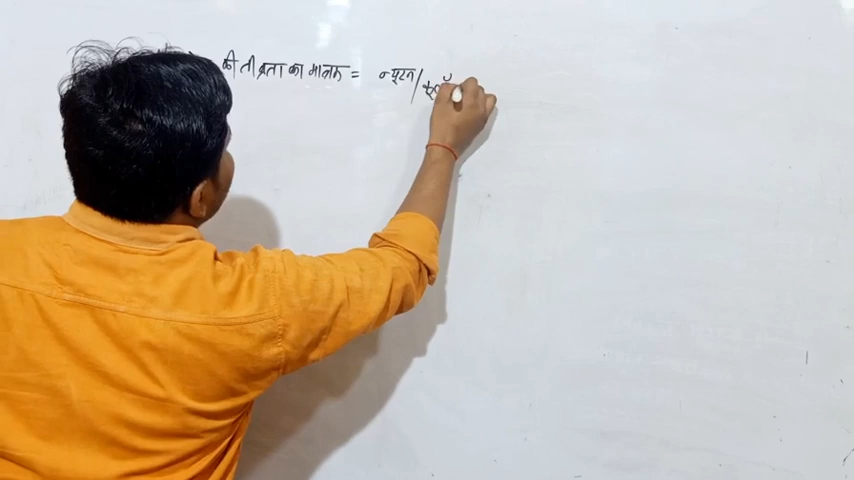 की तीव्रता का मात्रक = न्यूटन/कूलॉ